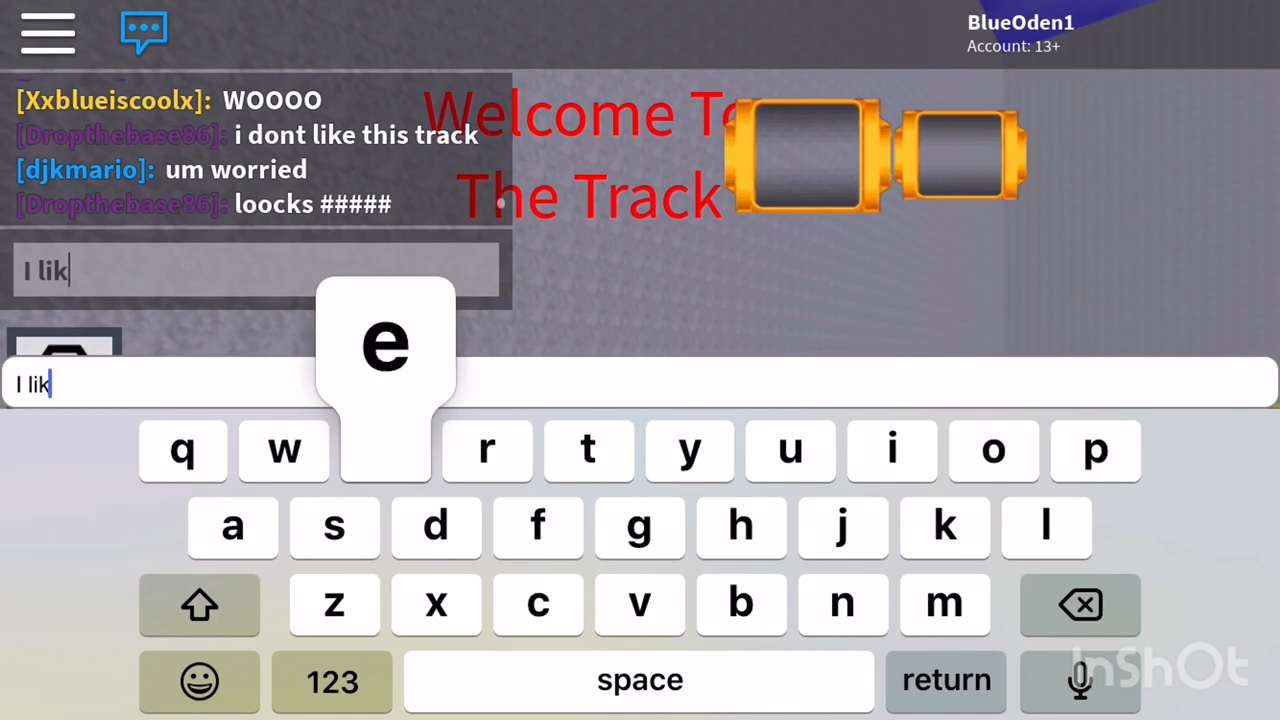 BlueOden1
Account: 13+
[Xxblueiscoolx]: WOOOO
[Dropthebase86]: i dont like this track
[djkmario]: um worried
[Dropthebase86]: loocks #####
Welcome To
The Track
I lik
e
I lik
q w r t y u i o p
a s d f g h j k l
z x c v b n m
123 space return
InShOt